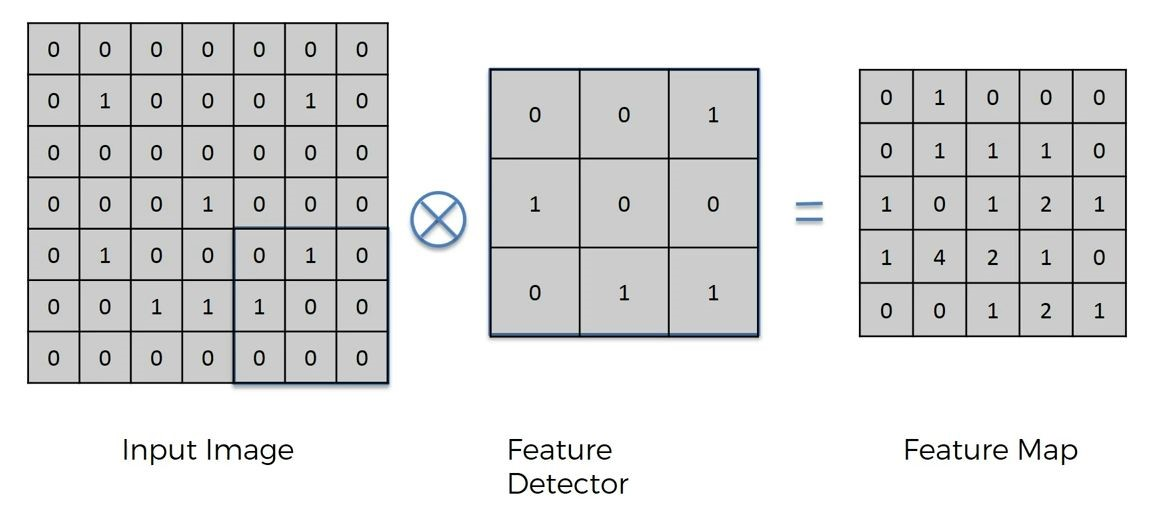 0 0 0 0 0 0 0
0 1 0 0 0 1 0
0 0 0 0 0 0 0
0 0 0 1 0 0 0
0 1 0 0 0 1 0
0 0 1 1 1 0 0
0 0 0 0 0 0 0
Input Image
0 0 1
1 0 0
0 1 1
Feature
Detector
=
0 1 0 0 0
0 1 1 1 0
1 0 1 2 1
1 4 2 1 0
0 0 1 2 1
Feature Map